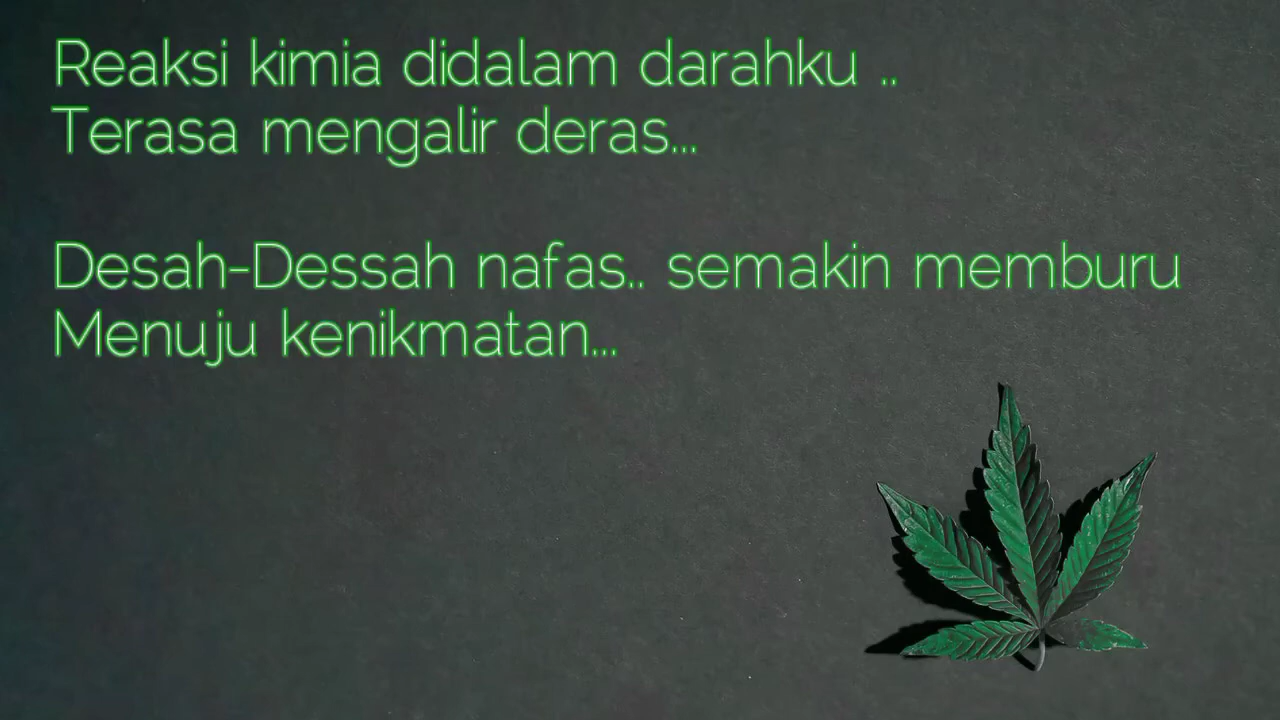 Reaksi kimia didalam darahku ..
Terasa mengalir deras...
Desah-Dessah nafas.. semakin memburu
Menuju kenikmatan...